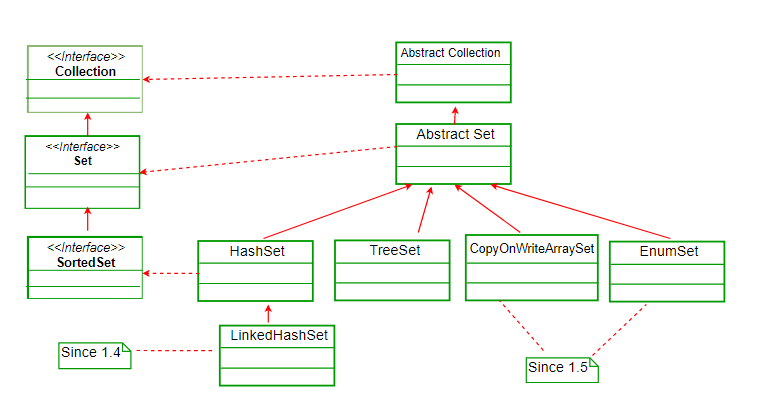 <<Interface>>
Collection
Abstract Collection
<<Interface>>
Set
Abstract Set
<<Interface>>
SortedSet
HashSet
TreeSet
CopyOnWriteArraySet
EnumSet
LinkedHashSet
Since 1.4
Since 1.5